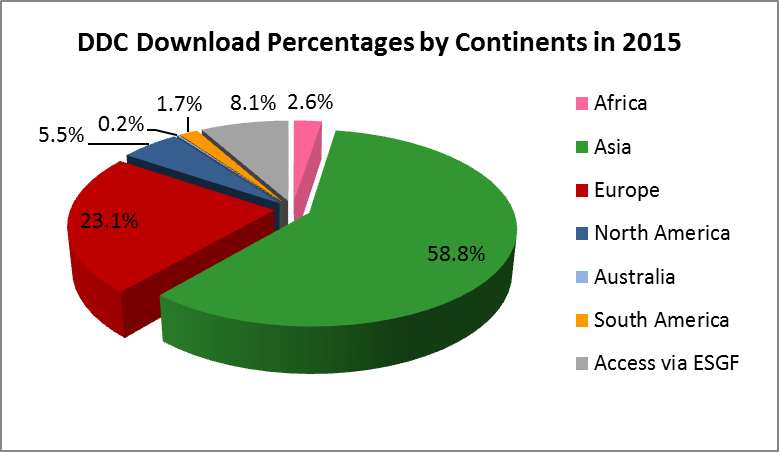 DDC Download Percentages by Continents in 2015
1.7%
8.1%
2.6%
0.2%
5.5%
23.1%
58.8%
Africa
Asia
Europe
North America
Australia
South America
Access via ESGF